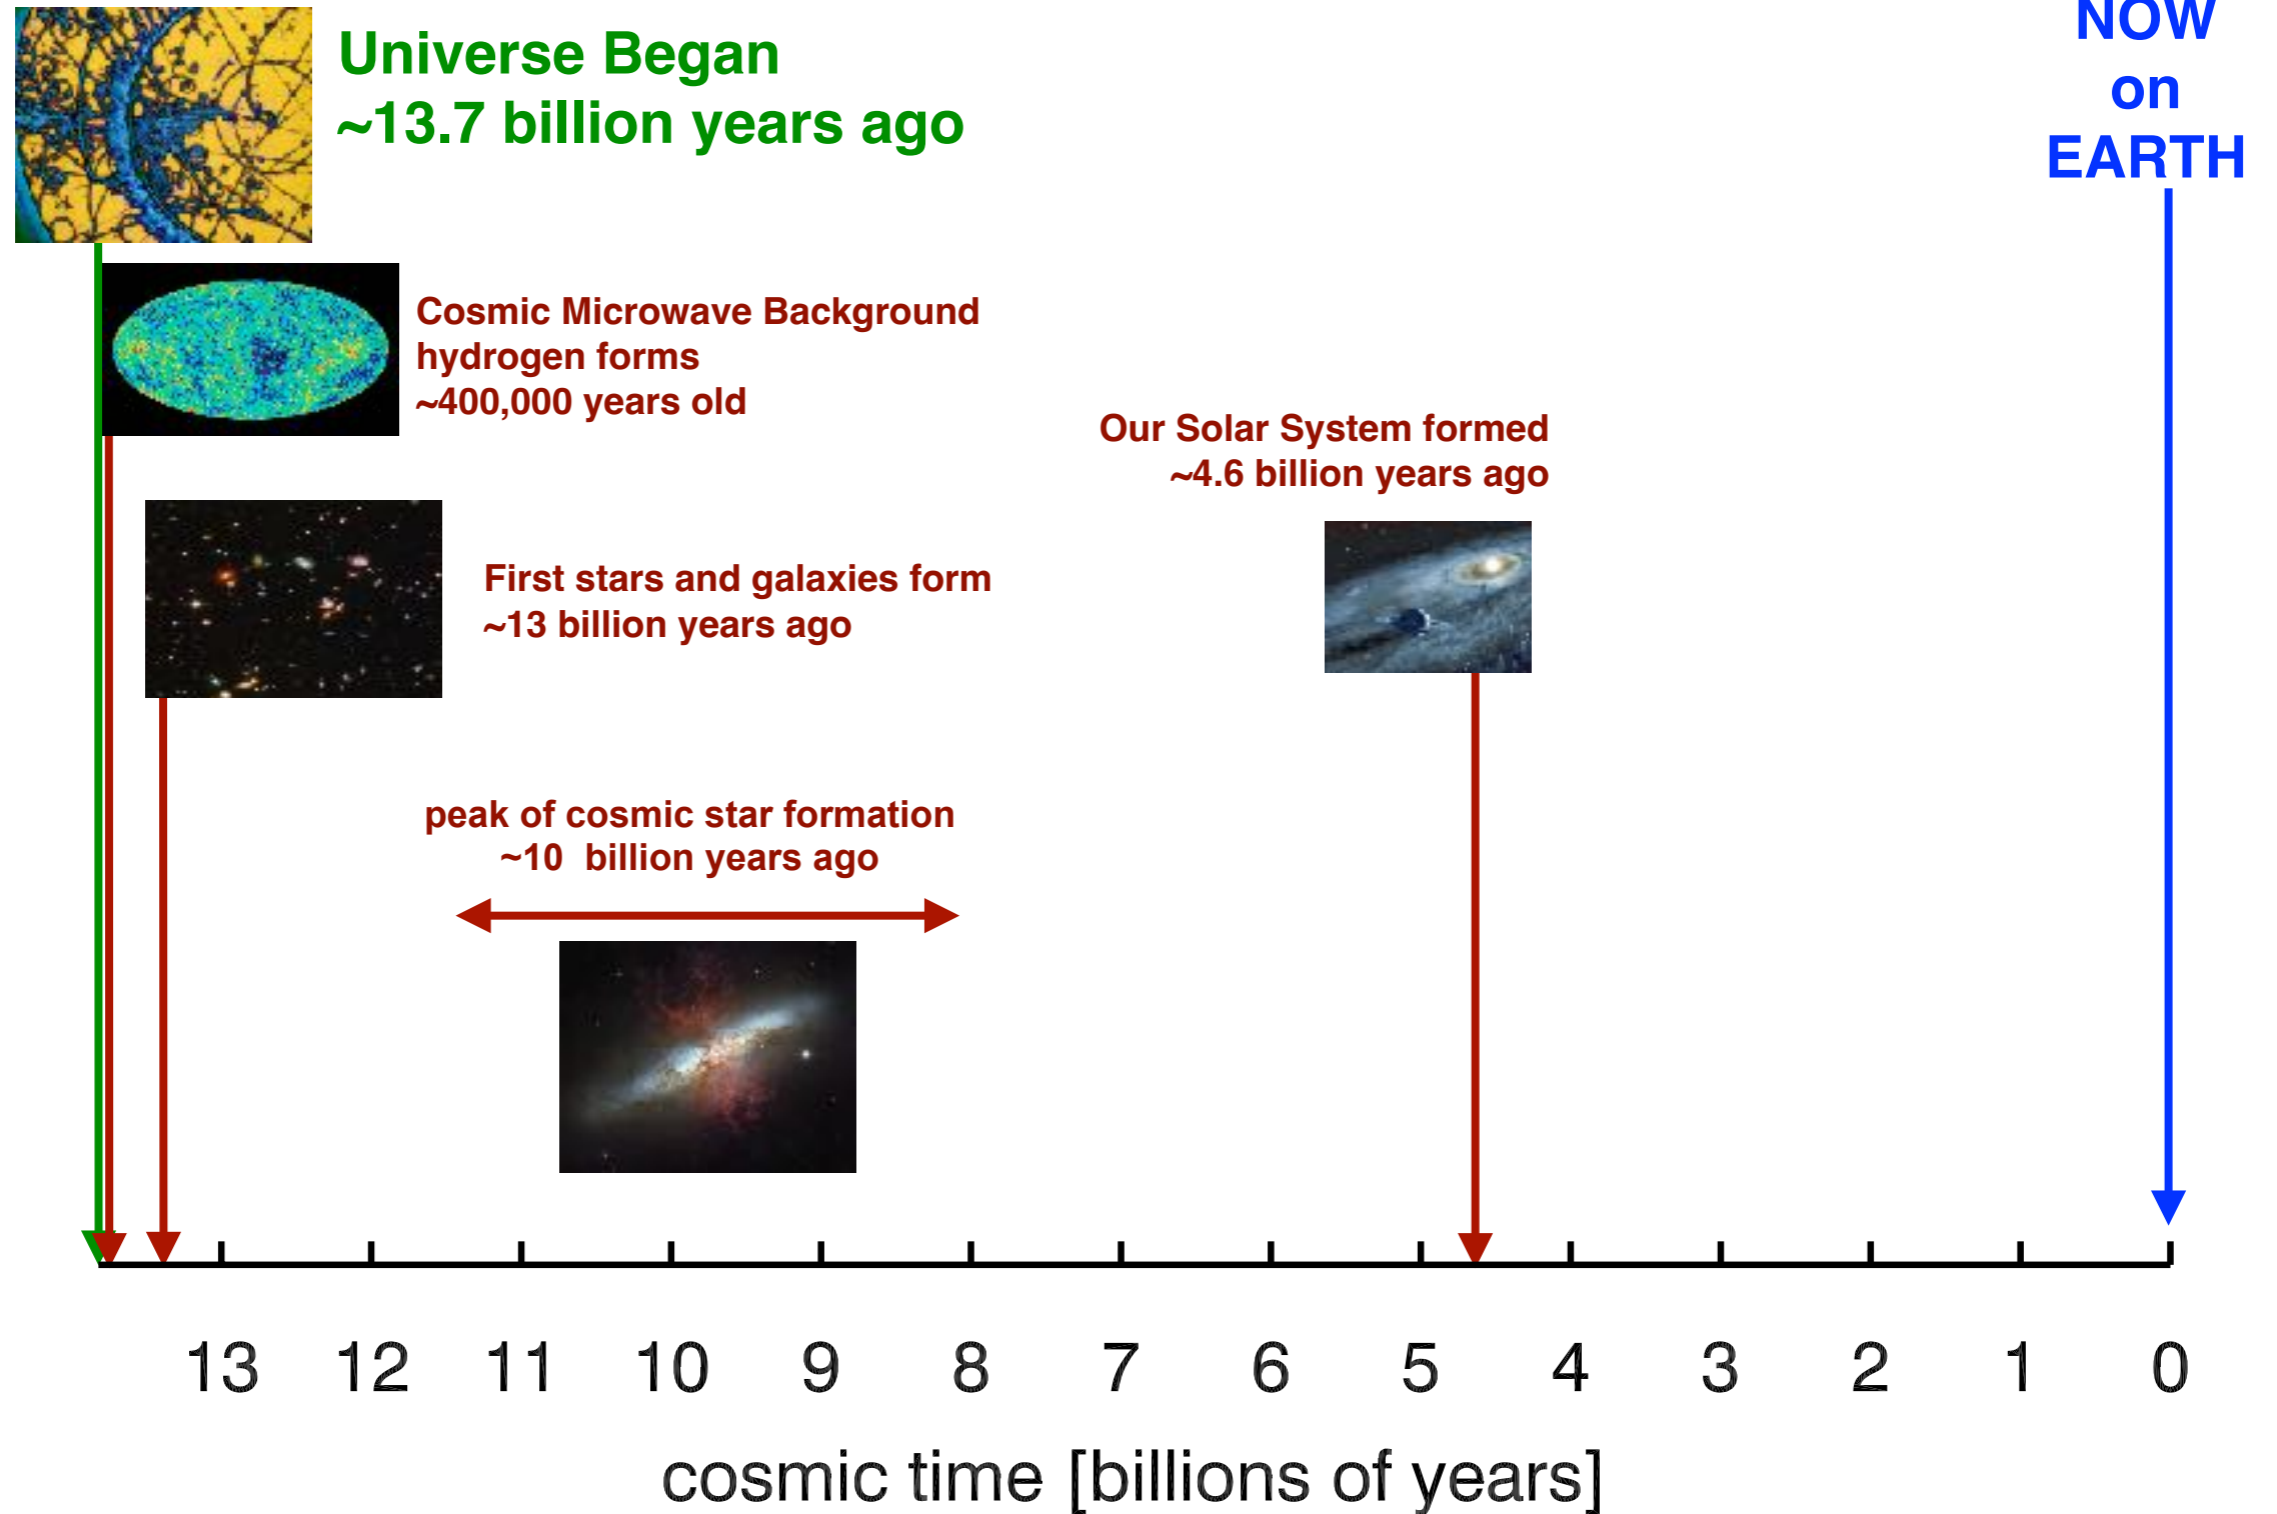 Universe Began
~13.7 billion years ago
NOW
on
EARTH
Cosmic Microwave Background
hydrogen forms
~400,000 years old
Our Solar System formed
~4.6 billion years ago
First stars and galaxies form
~13 billion years ago
peak of cosmic star formation
~10 billion years ago
13 12 11 10 9 8 7 6 5 4 3 2 1 0
cosmic time [billions of years]